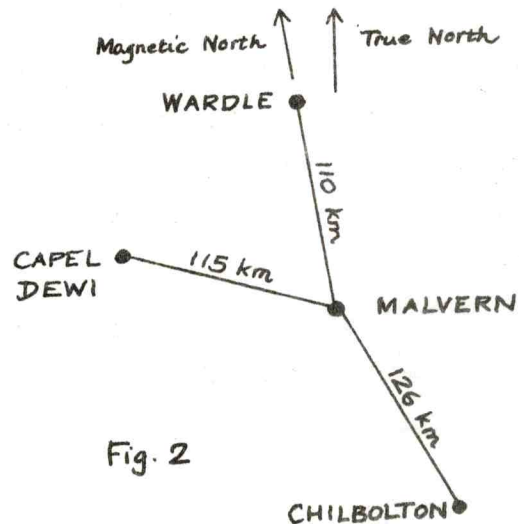 Magnetic North
True North
WARDLE
110 km
CAPEL
DEWI
115 km
MALVERN
126 km
Fig. 2
CHILBOLTON